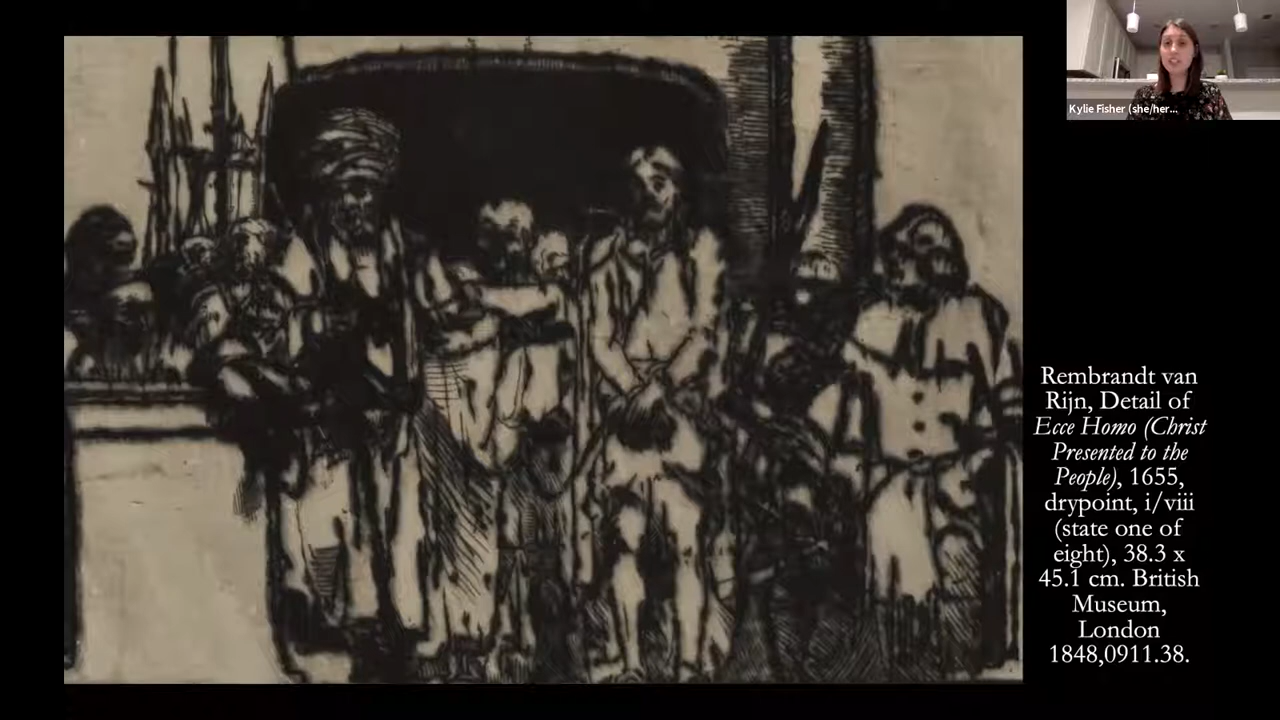 Kylie Fisher (she/her...
Rembrandt van
Rijn, Detail of
Ecce Homo (Christ
Presented to the
People), 1655,
drypoint, i/viii
(state one of
eight), 38.3 x
45.1 cm. British
Museum,
London
1848,0911.38.